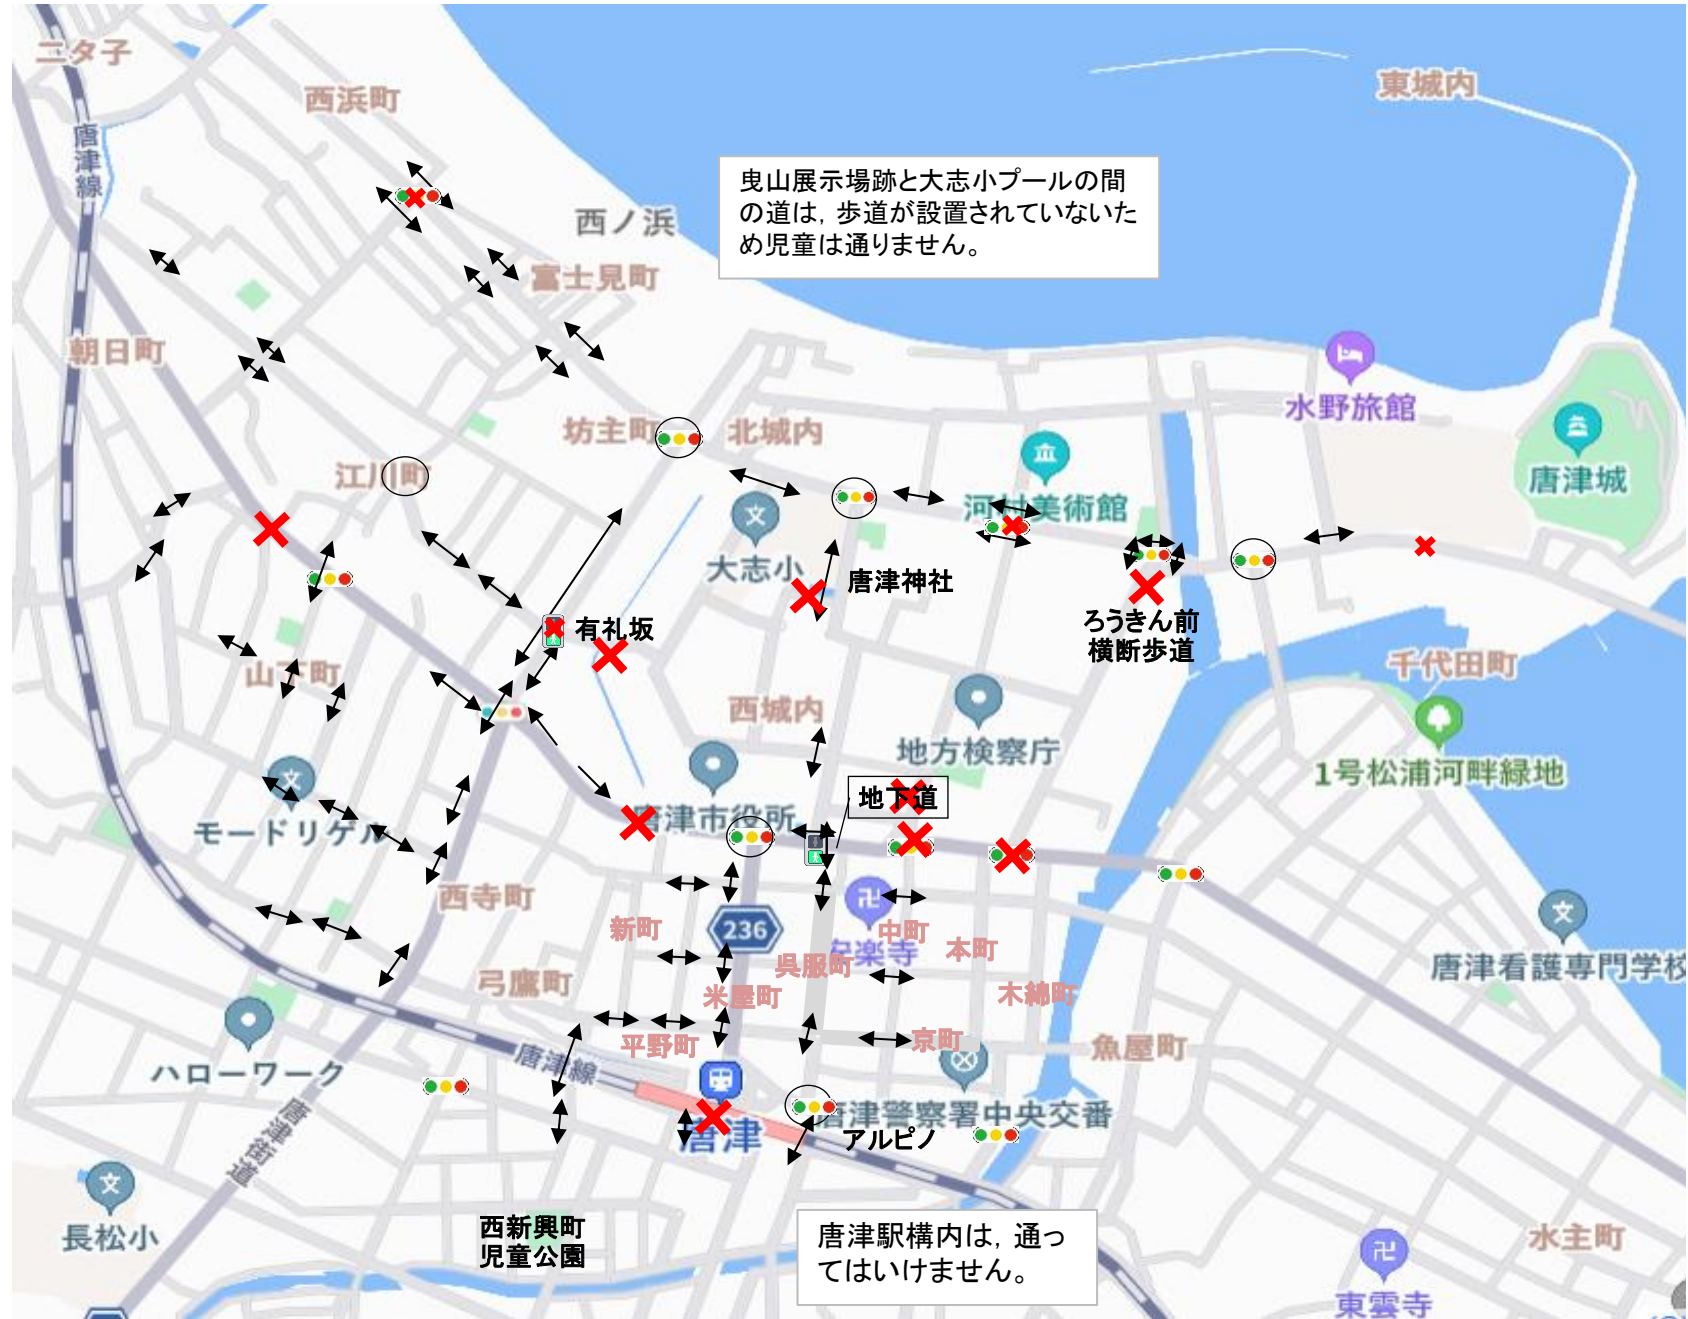 二タ子
西浜町
東城内
唐津線
曳山展示場跡と大志小プールの間
の道は，歩道が設置されていないた
め児童は通りません。
西ノ浜
富士見町
朝日町
水野旅館
坊主町
北城内
江川町
唐津城
河村美術館
大志小
唐津神社
有礼坂
ろうきん前
横断歩道
千代田町
山下町
西城内
地方検察庁
1号松浦河畔緑地
地下道
モードリゲル
唐津市役所
西寺町
新町
236
中町
安楽寺
本町
呉服町
唐津看護専門学校
弓鷹町
米屋町
木綿町
平野町
京町
魚屋町
ハローワーク
唐津線
唐津街道
唐津警察署中央交番
唐津
アルピノ
長松小
西新興町
児童公園
唐津駅構内は，通っ
てはいけません。
水主町
東雲寺